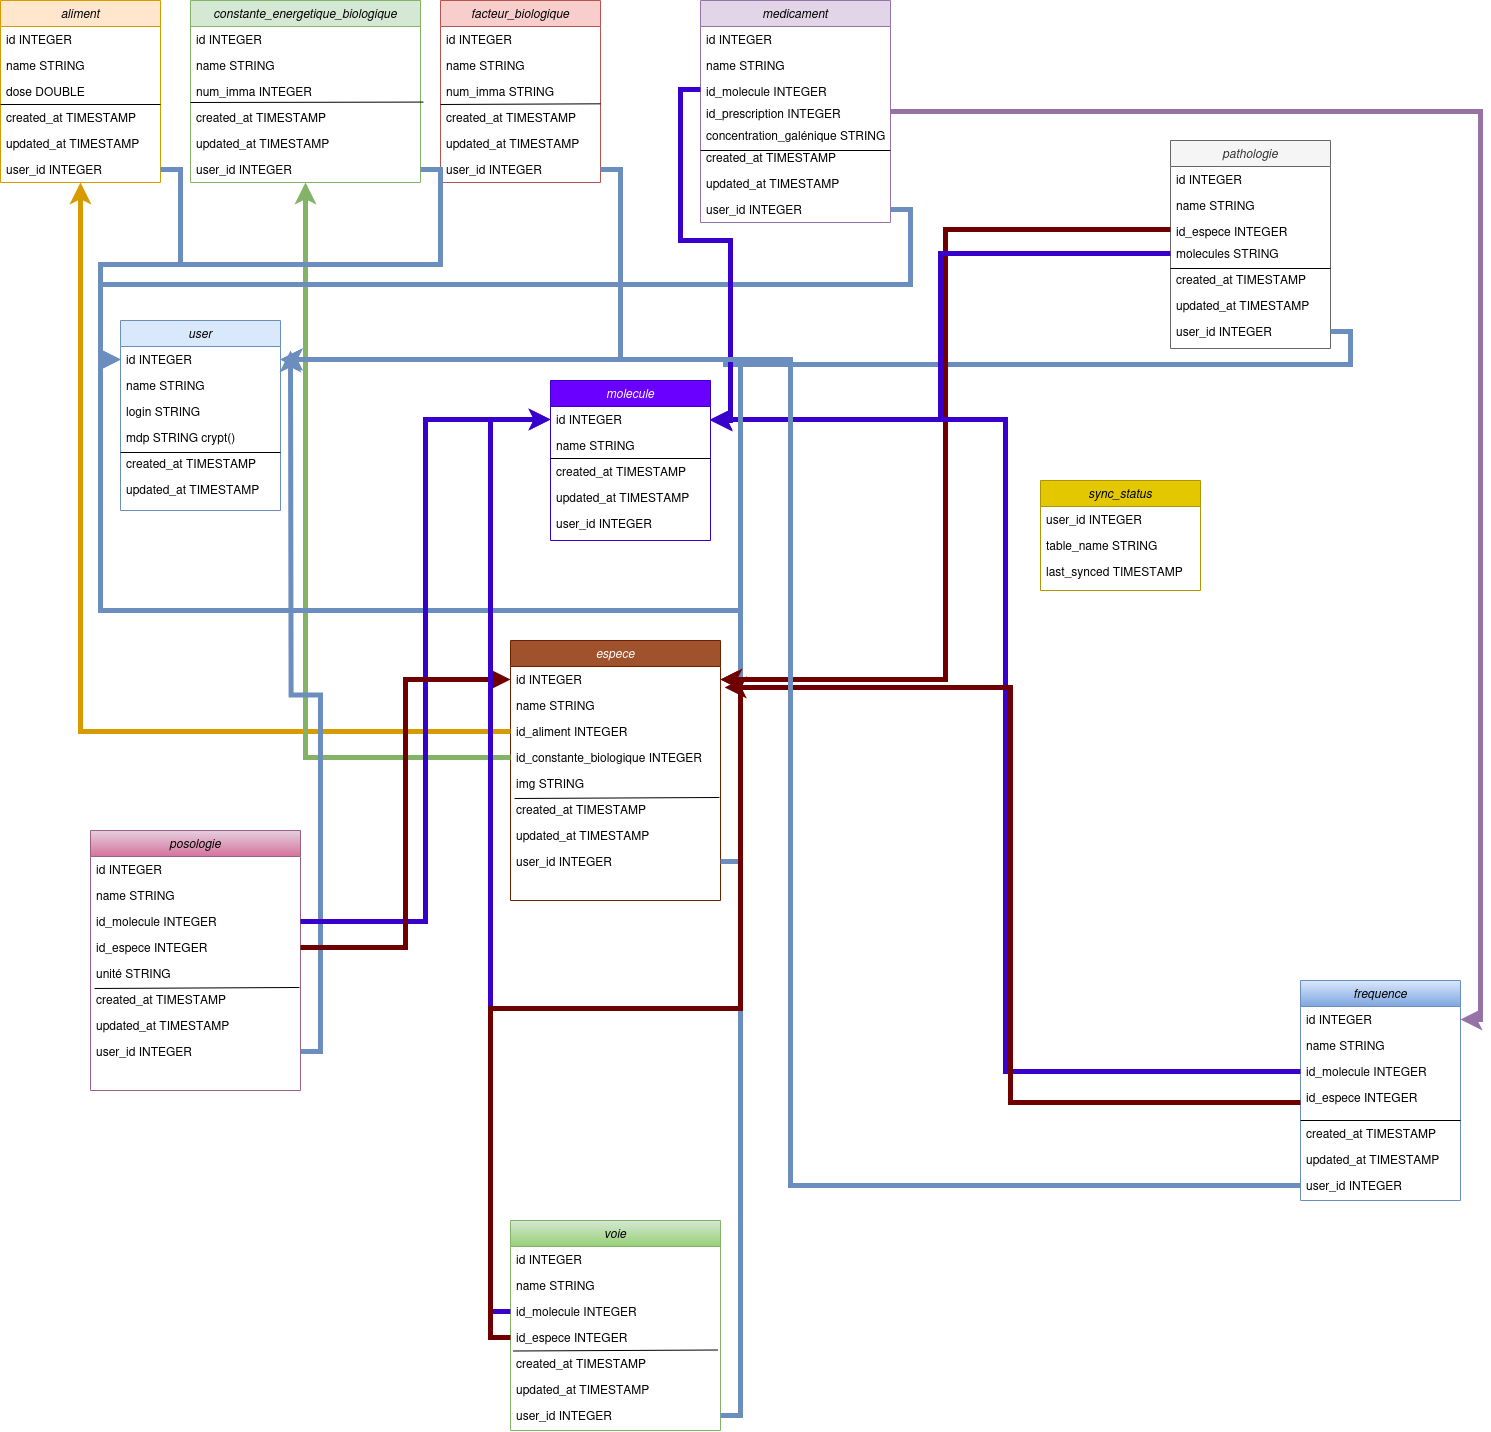 aliment
id INTEGER
name STRING
dose DOUBLE
created_at TIMESTAMP
updated_at TIMESTAMP
user_id INTEGER
constante_energetique_biologique
id INTEGER
name STRING
num_imma INTEGER
created_at TIMESTAMP
updated_at TIMESTAMP
user_id INTEGER
facteur_biologique
id INTEGER
name STRING
num_imma STRING
created_at TIMESTAMP
updated_at TIMESTAMP
user_id INTEGER
medicament
id INTEGER
name STRING
id_molecule INTEGER
id_prescription INTEGER
concentration_galénique STRING
created_at TIMESTAMP
updated_at TIMESTAMP
user_id INTEGER
pathologie
id INTEGER
name STRING
id_espece INTEGER
molecules STRING
created_at TIMESTAMP
updated_at TIMESTAMP
user_id INTEGER
user
id INTEGER
name STRING
login STRING
mdp STRING crypt()
created_at TIMESTAMP
updated_at TIMESTAMP
molecule
id INTEGER
name STRING
created_at TIMESTAMP
updated_at TIMESTAMP
user_id INTEGER
sync_status
user_id INTEGER
table_name STRING
last_synced TIMESTAMP
espece
id INTEGER
name STRING
id_aliment INTEGER
id_constante_biologique INTEGER
img STRING
created_at TIMESTAMP
updated_at TIMESTAMP
user_id INTEGER
posologie
id INTEGER
name STRING
id_molecule INTEGER
id_espece INTEGER
unité STRING
created_at TIMESTAMP
updated_at TIMESTAMP
user_id INTEGER
frequence
id INTEGER
name STRING
id_molecule INTEGER
id_espece INTEGER
created_at TIMESTAMP
updated_at TIMESTAMP
user_id INTEGER
voie
id INTEGER
name STRING
id_molecule INTEGER
id_espece INTEGER
created_at TIMESTAMP
updated_at TIMESTAMP
user_id INTEGER